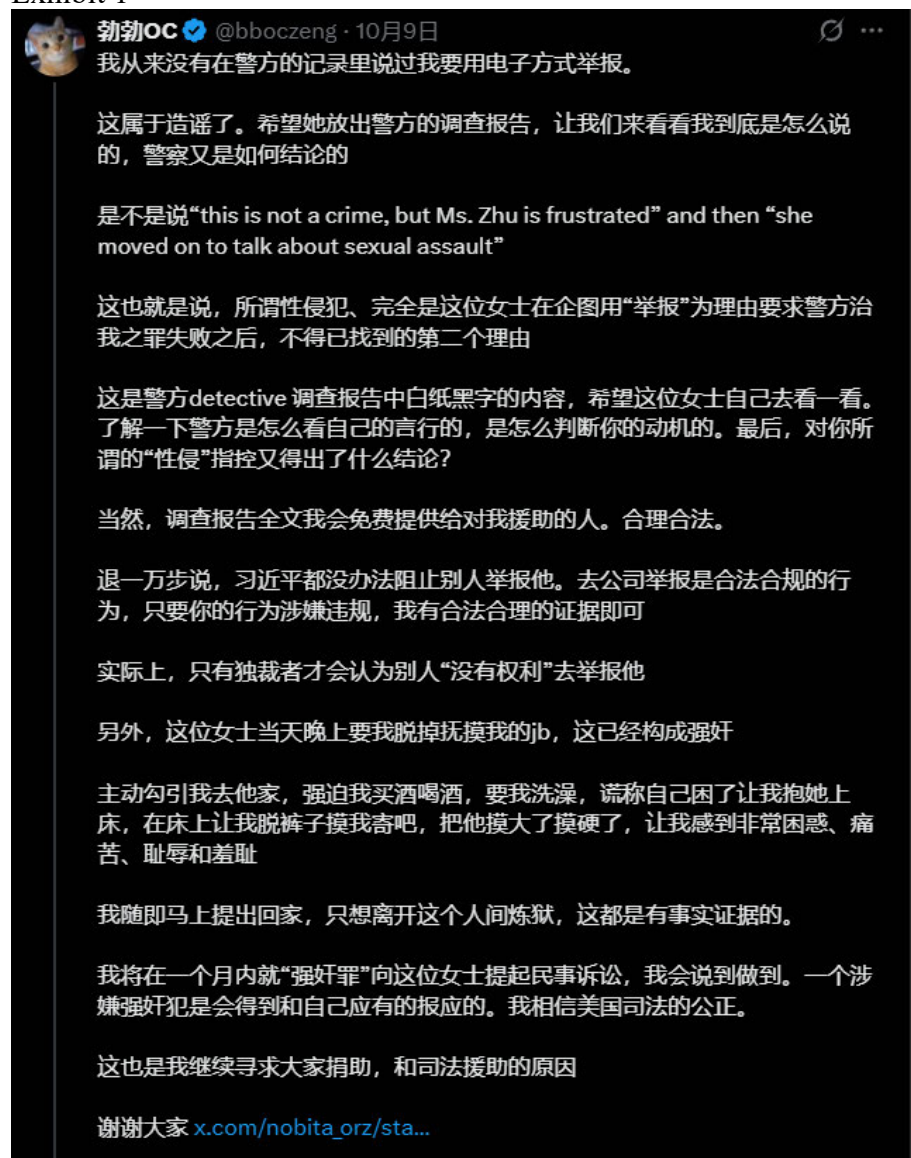 勃勃OC @bboczeng · 10月9日
我从来没有在警方的记录里说过我要用电子方式举报。
这属于造谣了。希望她放出警方的调查报告，让我们来看看我到底是怎么说
的，警察又是如何结论的
是不是说“this is not a crime, but Ms. Zhu is frustrated” and then “she
moved on to talk about sexual assault”
这也就是说，所谓性侵犯、完全是这位女士在企图用“举报”为理由要求警方治
我之罪失败之后，不得已找到的第二个理由
这是警方detective 调查报告中白纸黑字的内容，希望这位女士自己去看一看。
了解一下警方是怎么看自己的言行的，是怎么判断你的动机的。最后，对你所
谓的“性侵”指控又得出了什么结论？
当然，调查报告全文我会免费提供给对我援助的人。合理合法。
退一万步说，习近平都没办法阻止别人举报他。去公司举报是合法合规的行
为，只要你的行为涉嫌违规，我有合法合理的证据即可
实际上，只有独裁者才会认为别人“没有权利”去举报他
另外，这位女士当天晚上要我脱掉抚摸我的jb，这已经构成强奸
主动勾引我去他家，强迫我买酒喝酒，要我洗澡，谎称自己困了让我抱她上
床，在床上让我脱裤子摸我寄吧，把他摸大了摸硬了，让我感到非常困惑、痛
苦、耻辱和羞耻
我随即马上提出回家，只想离开这个人间炼狱，这都是有事实证据的。
我将在一个月内就“强奸罪”向这位女士提起民事诉讼，我会说到做到。一个涉
嫌强奸犯是会得到和自己应有的报应的。我相信美国司法的公正。
这也是我继续寻求大家捐助，和司法援助的原因
谢谢大家 x.com/nobita_orz/sta...